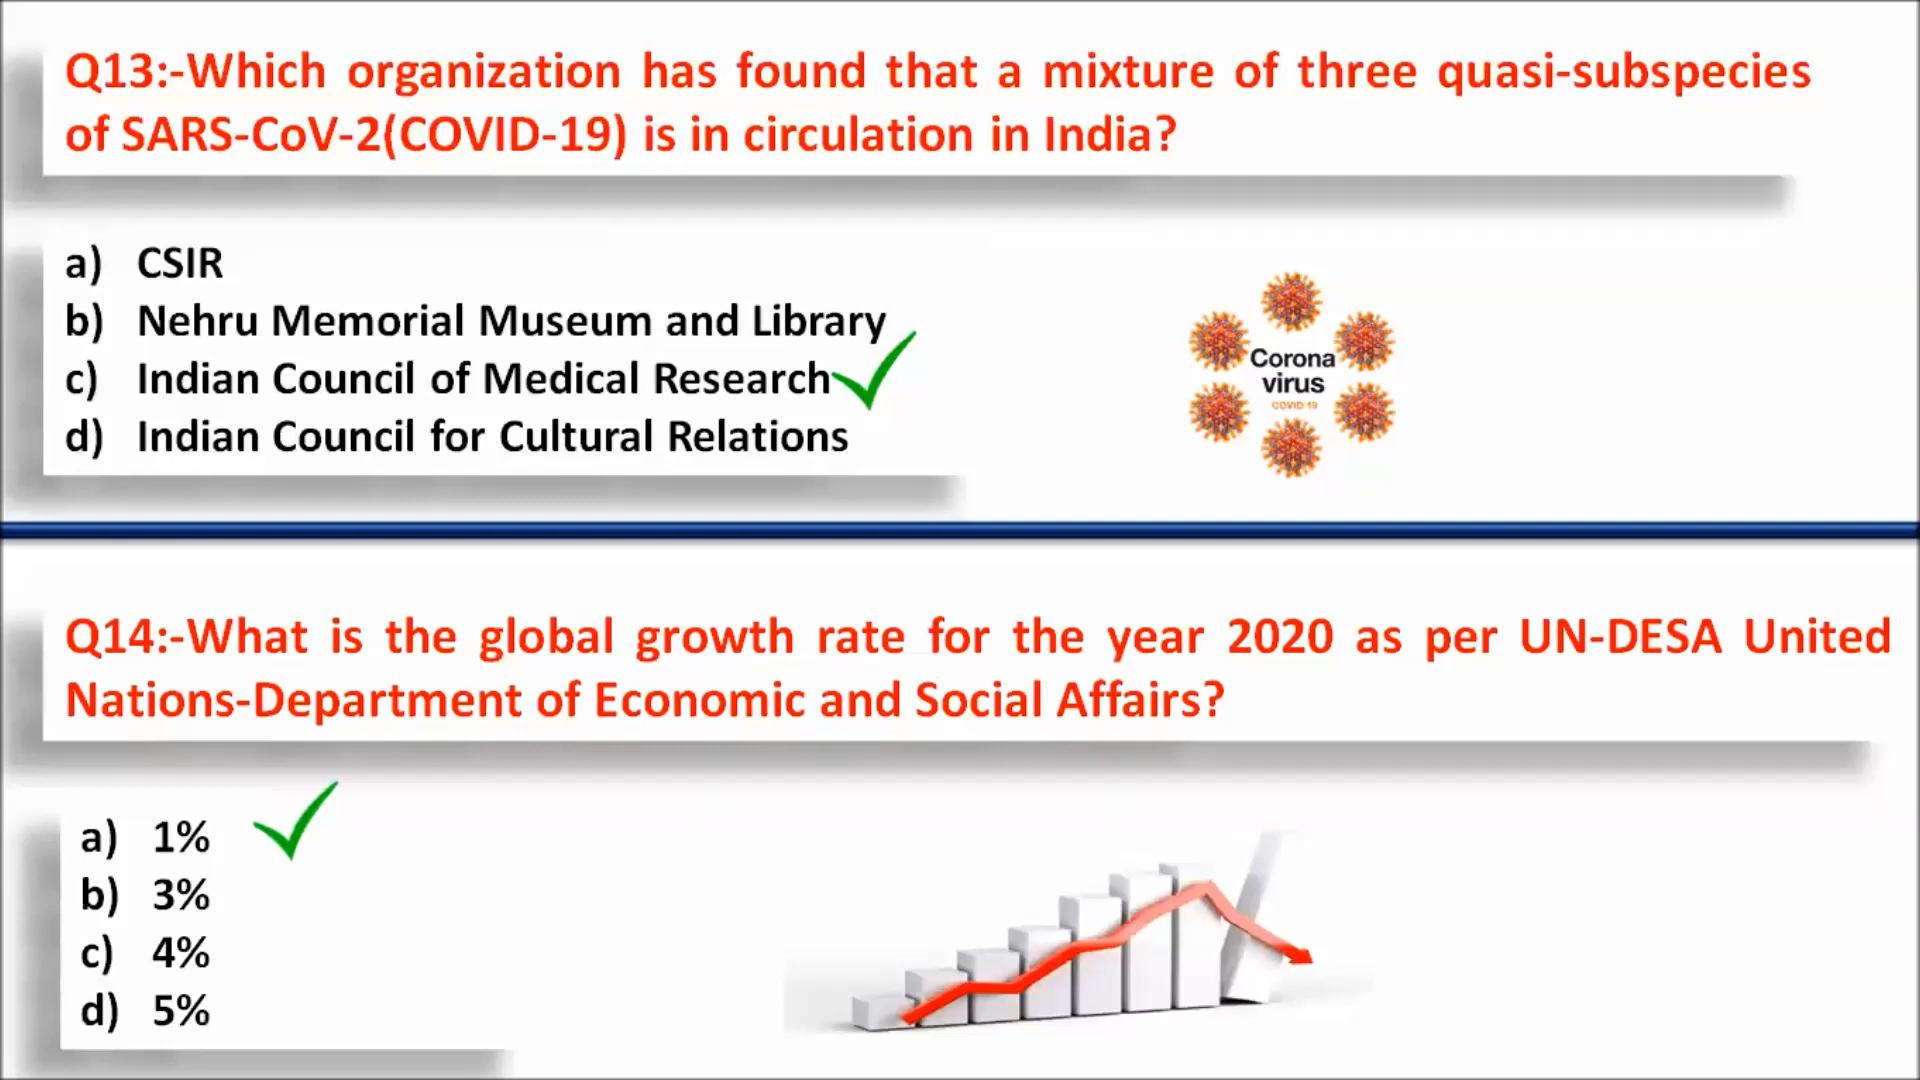 Q13:-Which organization has found that a mixture of three quasi-subspecies
of SARS-CoV-2(COVID-19) is in circulation in India?
a) CSIR
b) Nehru Memorial Museum and Library
c) Indian Council of Medical Research
d) Indian Council for Cultural Relations
Corona
virus
COVID 19
Q14:-What is the global growth rate for the year 2020 as per UN-DESA United
Nations-Department of Economic and Social Affairs?
a) 1%
b) 3%
c) 4%
d) 5%